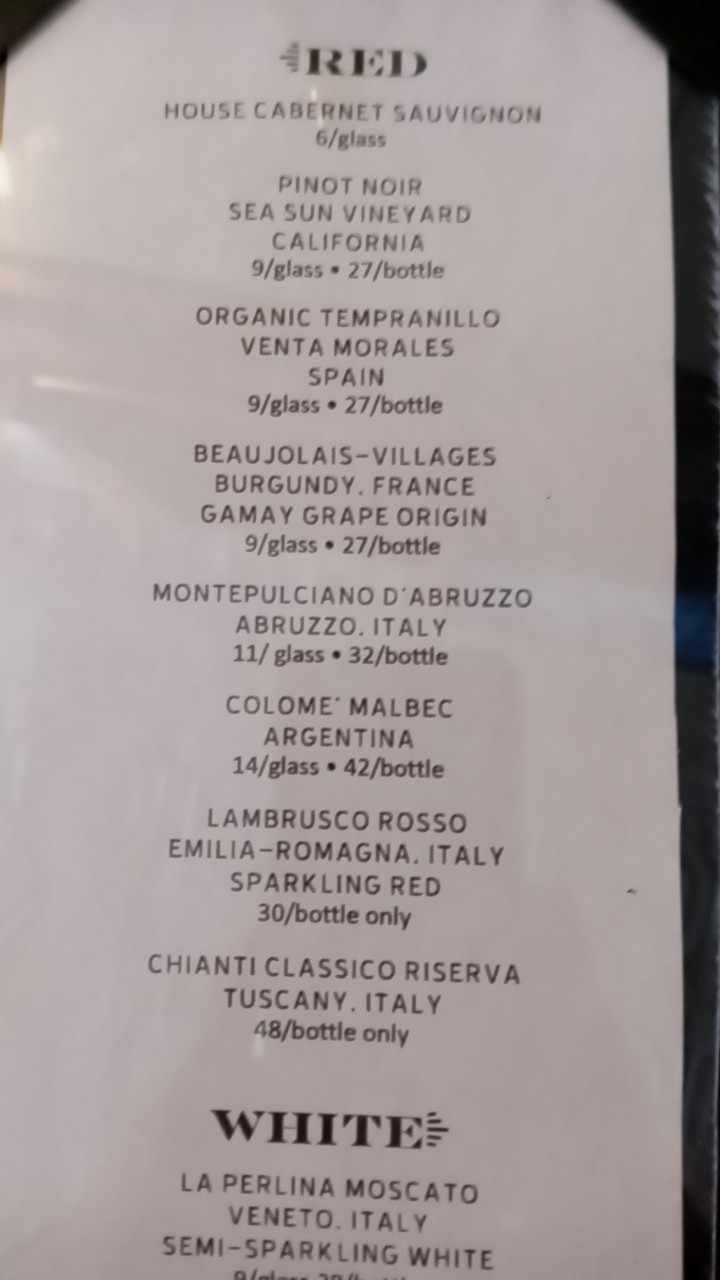 RED
HOUSE CABERNET SAUVIGNON
6/glass
PINOT NOIR
SEA SUN VINEYARD
CALIFORNIA
9/glass • 27/bottle
ORGANIC TEMPRANILLO
VENTA MORALES
SPAIN
9/glass • 27/bottle
BEAUJOLAIS-VILLAGES
BURGUNDY, FRANCE
GAMAY GRAPE ORIGIN
9/glass • 27/bottle
MONTEPULCIANO D'ABRUZZO
ABRUZZO, ITALY
11/ glass • 32/bottle
COLOME' MALBEC
ARGENTINA
14/glass • 42/bottle
LAMBRUSCO ROSSO
EMILIA-ROMAGNA, ITALY
SPARKLING RED
30/bottle only
CHIANTI CLASSICO RISERVA
TUSCANY, ITALY
48/bottle only
WHITE
LA PERLINA MOSCATO
VENETO, ITALY
SEMI-SPARKLING WHITE